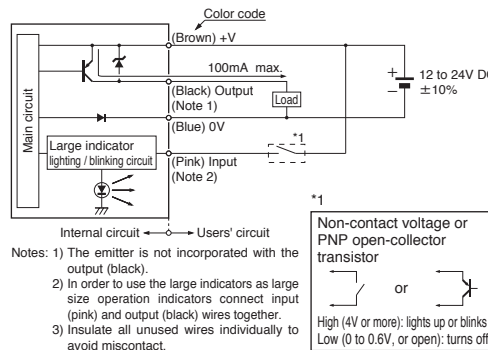 Color code
(Brown) +V
100mA max.
(Black) Output
(Note 1)
Load
+
−
12 to 24V DC
±10%
Main circuit
(Blue) 0V
Large indicator
lighting / blinking circuit
(Pink) Input
(Note 2)
*1
Internal circuit
Users' circuit
Notes: 1) The emitter is not incorporated with the
output (black).
2) In order to use the large indicators as large
size operation indicators connect input
(pink) and output (black) wires together.
3) Insulate all unused wires individually to
avoid miscontact.
*1
Non-contact voltage or
PNP open-collector
transistor
or
High (4V or more): lights up or blinks
Low (0 to 0.6V, or open): turns off